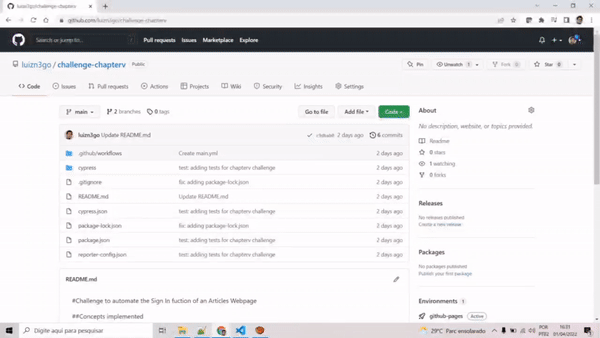 luizn3go/challenge-chapterv
github.com/luizn3go/challenge-chapterv
Search or jump to...
Pull requests Issues Marketplace Explore
luizn3go / challenge-chapterv Public
Pin Unwatch 1 Fork 0 Star 0
Code Issues Pull requests Actions Projects Wiki Security Insights Settings
main 2 branches 0 tags Go to file Add file Code
luizn3go Update README.md 2 days ago 6 commits
.github/workflows Create main.yml 2 days ago
cypress test: adding tests for chapterv challenge 2 days ago
.gitignore fix: adding package-lock.json 2 days ago
README.md Update README.md 2 days ago
cypress.json test: adding tests for chapterv challenge 2 days ago
package-lock.json fix: adding package-lock.json 2 days ago
package.json test: adding tests for chapterv challenge 2 days ago
reporter-config.json test: adding tests for chapterv challenge 2 days ago
README.md
#Challenge to automate the Sign In fuction of an Articles Webpage
##Concepts implemented
About
No description, website, or topics provided.
Readme
0 stars
1 watching
0 forks
Releases
No releases published
Create a new release
Packages
No packages published
Publish your first package
Environments 1
github-pages Active
Digite aqui para pesquisar
29°C Parc ensolarado
POR
PTB2
16:31
01/04/2022